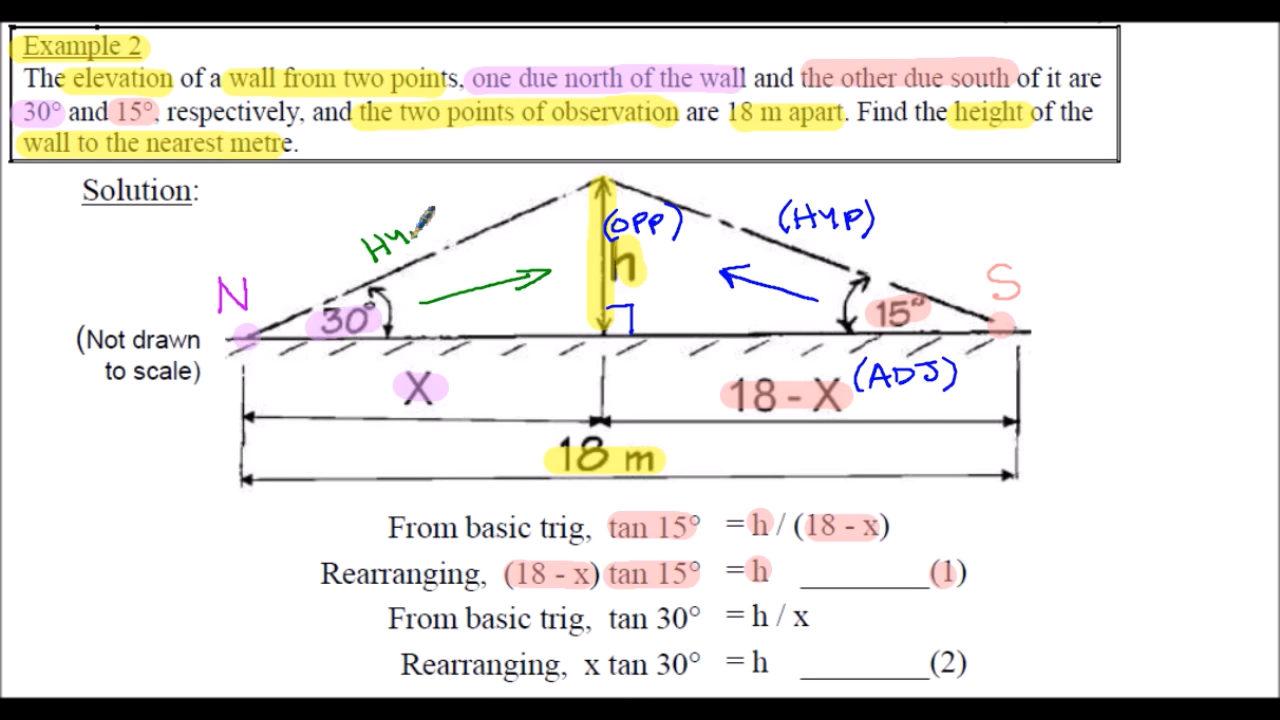 Example 2
The elevation of a wall from two points, one due north of the wall and the other due south of it are
30° and 15°, respectively, and the two points of observation are 18 m apart. Find the height of the
wall to the nearest metre.
Solution:
(OPP)
(HYP)
HY
h
N
S
30°
15°
(Not drawn
to scale)
X
18 - X
(ADJ)
18 m
From basic trig, tan 15° = h / (18 - x)
Rearranging, (18 - x) tan 15° = h ________(1)
From basic trig, tan 30° = h / x
Rearranging, x tan 30° = h ________(2)